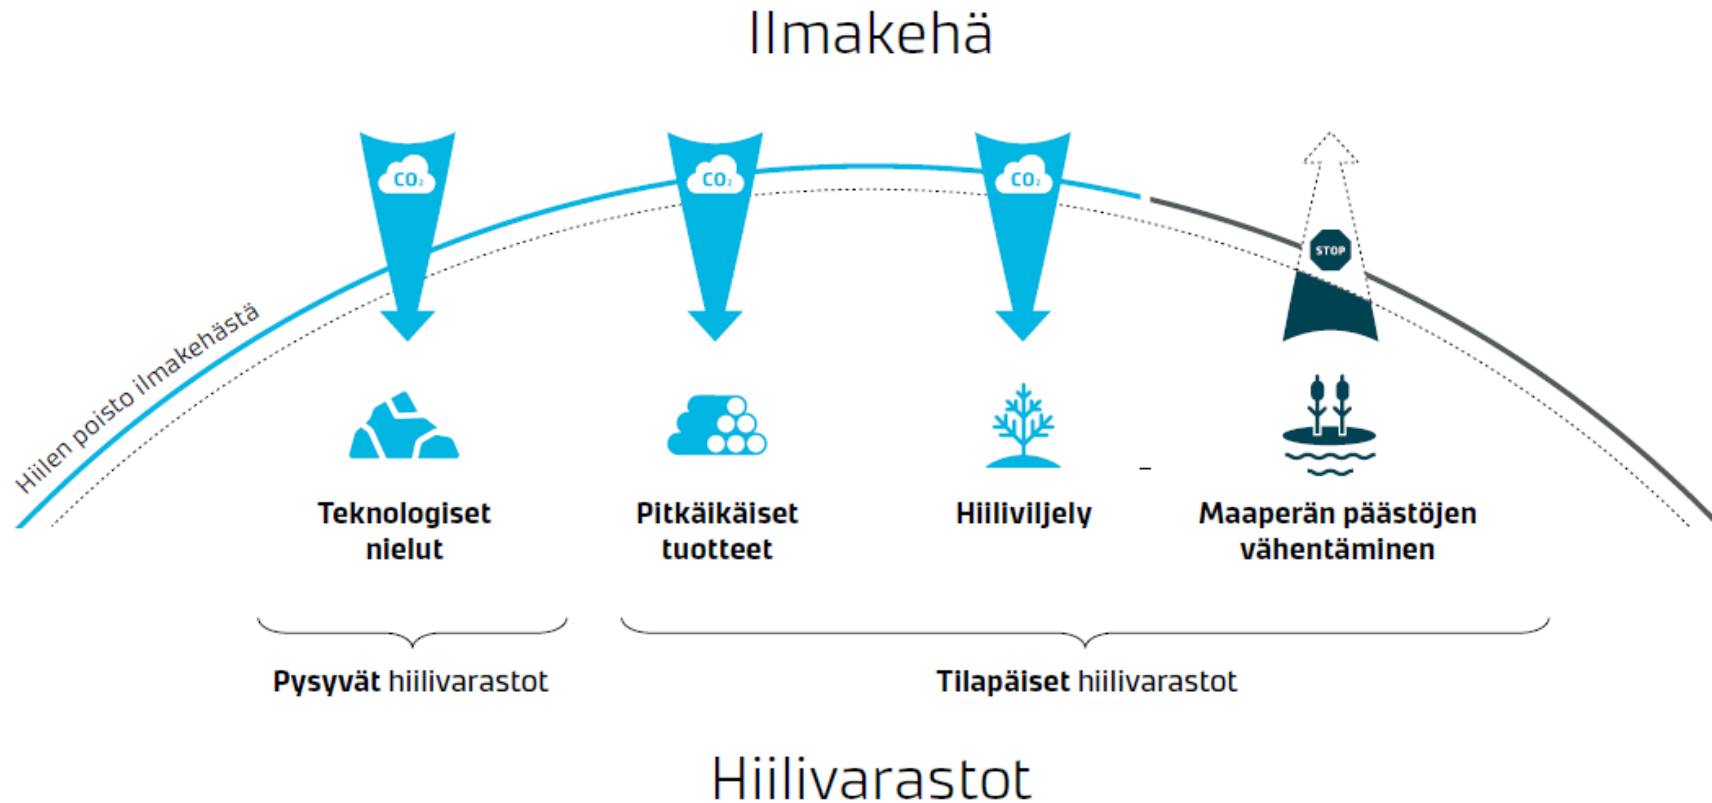 Ilmakehä
CO₂
CO₂
CO₂
STOP
Hiilen poisto ilmakehästä
Teknologiset
nielut
Pitkäikäiset
tuotteet
Hiiliviljely
Maaperän päästöjen
vähentäminen
Pysyvät hiilivarastot
Tilapäiset hiilivarastot
Hiilivarastot